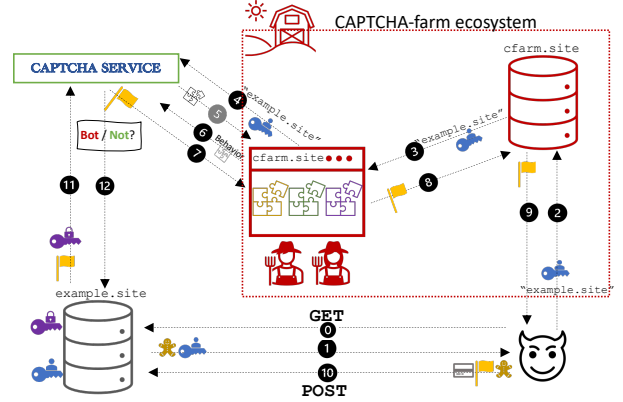 CAPTCHA-farm ecosystem
cfarm.site
CAPTCHA SERVICE
4
"example.site"
5
6
Behavior
7
Bot / Not?
3
"example.site"
cfarm.site
8
11
12
9
2
"example.site"
example.site
GET
0
1
10
POST